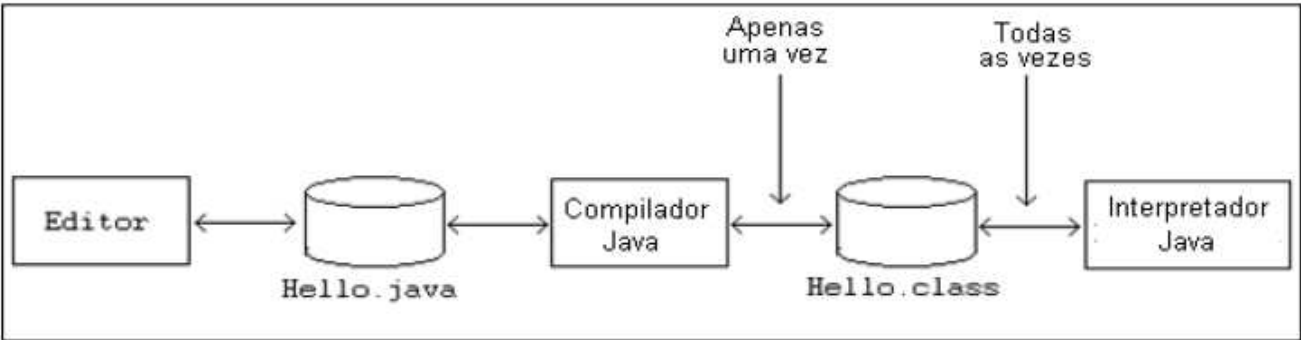 Apenas
uma vez
Todas
as vezes
Editor
Hello.java
Compilador
Java
Hello.class
Interpretador
Java